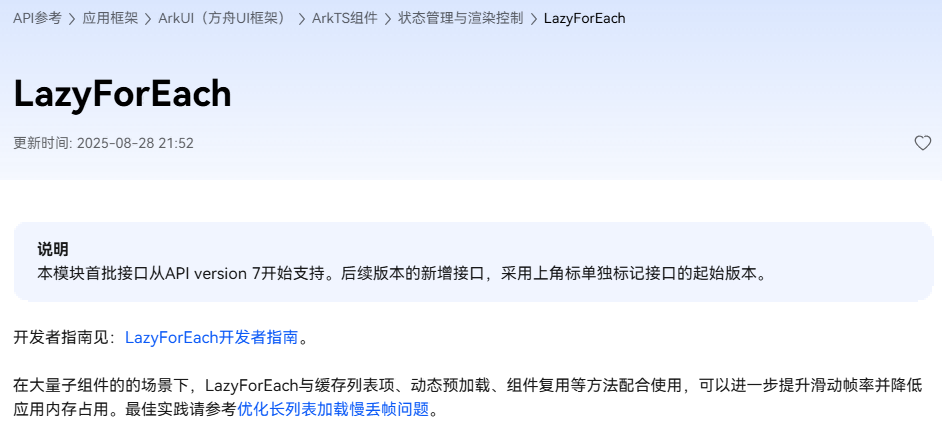 API参考 > 应用框架 > ArkUI（方舟UI框架） > ArkTS组件 > 状态管理与渲染控制 > LazyForEach
LazyForEach
更新时间: 2025-08-28 21:52
说明
本模块首批接口从API version 7开始支持。后续版本的新增接口，采用上角标单独标记接口的起始版本。
开发者指南见：LazyForEach开发者指南。
在大量子组件的的场景下，LazyForEach与缓存列表项、动态预加载、组件复用等方法配合使用，可以进一步提升滑动帧率并降低
应用内存占用。最佳实践请参考优化长列表加载慢丢帧问题。